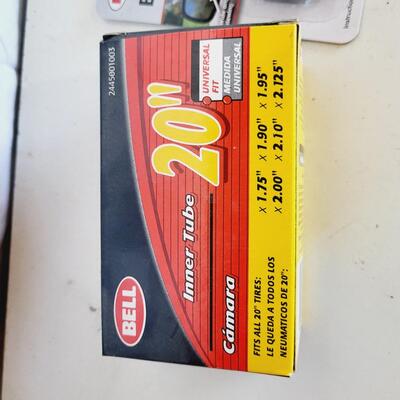 2445801003
BELL
Inner Tube
Cámara
20"
UNIVERSAL FIT
MEDIDA UNIVERSAL
FITS ALL 20" TIRES:
LE QUEDA A TODOS LOS
NEUMATICOS DE 20":
x 1.75" x 1.90" x 1.95"
x 2.00" x 2.10" x 2.125"